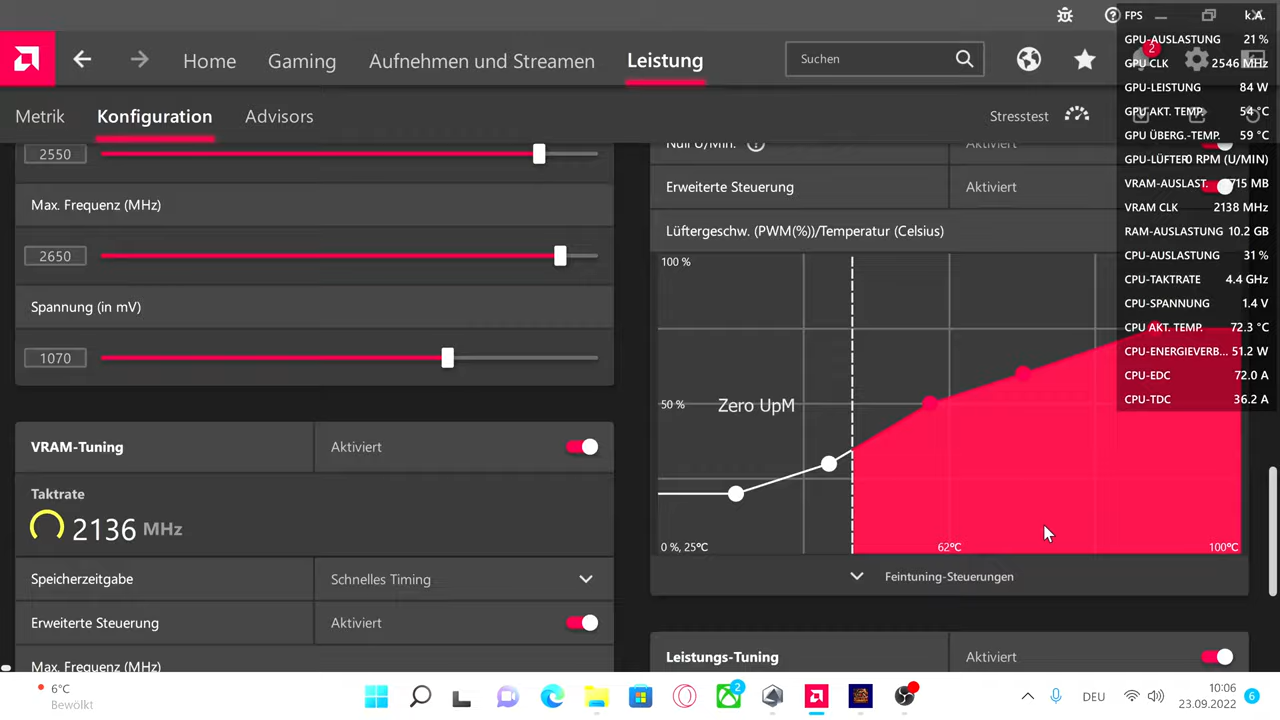 FPS k.A.
Home
Gaming
Aufnehmen und Streamen
Leistung
Suchen
2
Metrik
Konfiguration
Advisors
Stresstest
GPU-AUSLASTUNG 21 %
GPU CLK 2546 MHz
GPU-LEISTUNG 84 W
GPU AKT. TEMP. 54 °C
GPU ÜBERG.-TEMP. 59 °C
GPU-LÜFTER 0 RPM (U/MIN)
VRAM-AUSLAST. 715 MB
VRAM CLK 2138 MHz
RAM-AUSLASTUNG 10.2 GB
CPU-AUSLASTUNG 31 %
CPU-TAKTRATE 4.4 GHz
CPU-SPANNUNG 1.4 V
CPU AKT. TEMP. 72.3 °C
CPU-ENERGIEVERB... 51.2 W
CPU-EDC 72.0 A
CPU-TDC 36.2 A
2550
Max. Frequenz (MHz)
2650
Spannung (in mV)
1070
VRAM-Tuning
Aktiviert
Taktrate
2136 MHz
Speicherzeitgabe
Schnelles Timing
Erweiterte Steuerung
Aktiviert
Max. Frequenz (MHz)
Null U/Min.
Aktiviert
Erweiterte Steuerung
Aktiviert
Lüftergeschw. (PWM(%))/Temperatur (Celsius)
100 %
50 %
Zero UpM
0 %, 25°C
62°C
100°C
Feintuning-Steuerungen
Leistungs-Tuning
Aktiviert
6°C
Bewölkt
2
DEU
10:06
23.09.2022
6